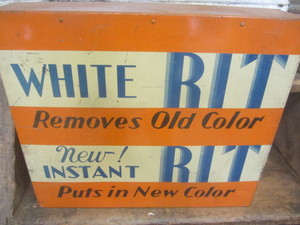 WHITE RIT
Removes Old Color
New-! INSTANT RIT
Puts in New Color